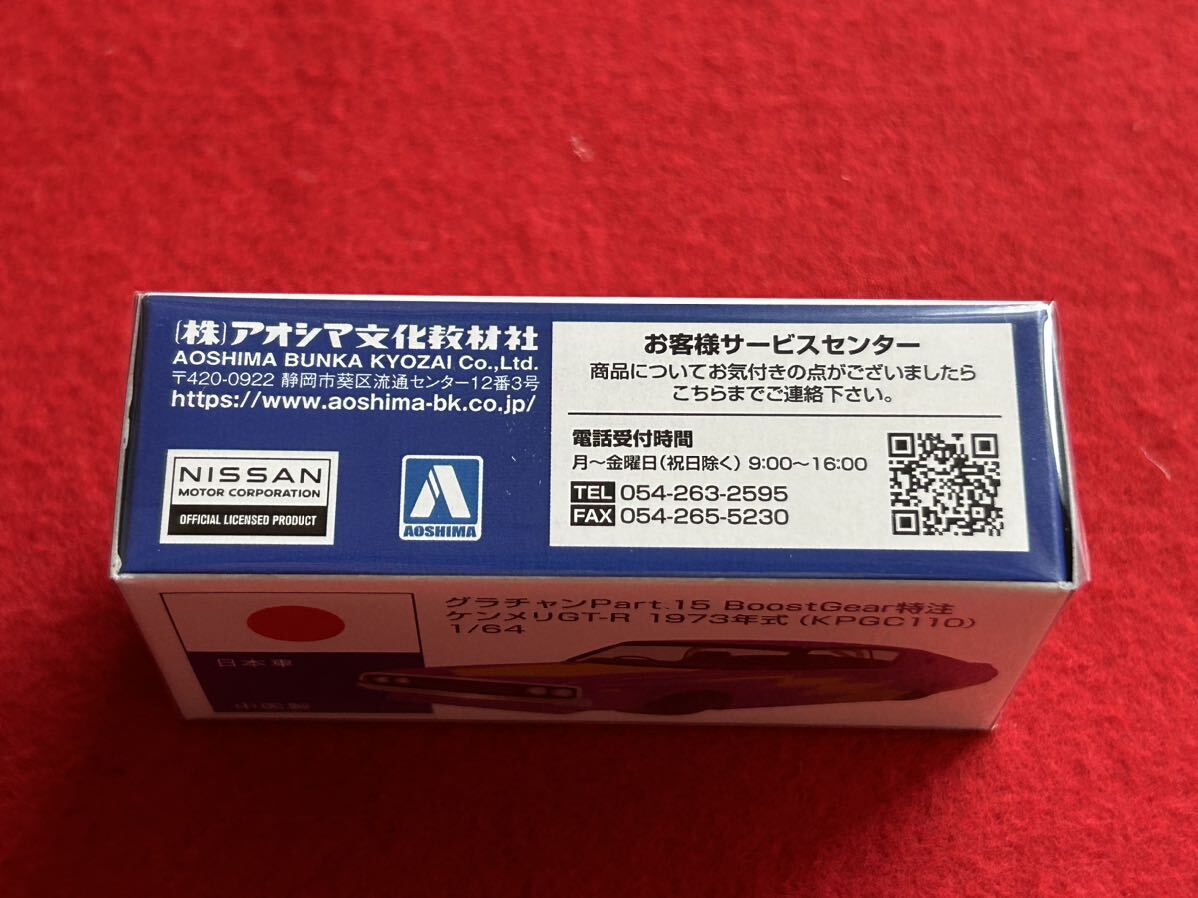 (株)アオシマ文化教材社
AOSHIMA BUNKA KYOZAI Co.,Ltd.
〒420-0922 静岡市葵区流通センター12番3号
https://www.aoshima-bk.co.jp/
NISSAN
MOTOR CORPORATION
OFFICIAL LICENSED PRODUCT
AOSHIMA
お客様サービスセンター
商品についてお気付きの点がございましたら
こちらまでご連絡下さい。
電話受付時間
月～金曜日(祝日除く) 9:00～16:00
TEL 054-263-2595
FAX 054-265-5230
グラチャンPart.15 BoostGear特注
ケンメリGT-R 1973年式 (KPGC110)
1/64
日本車
中国製